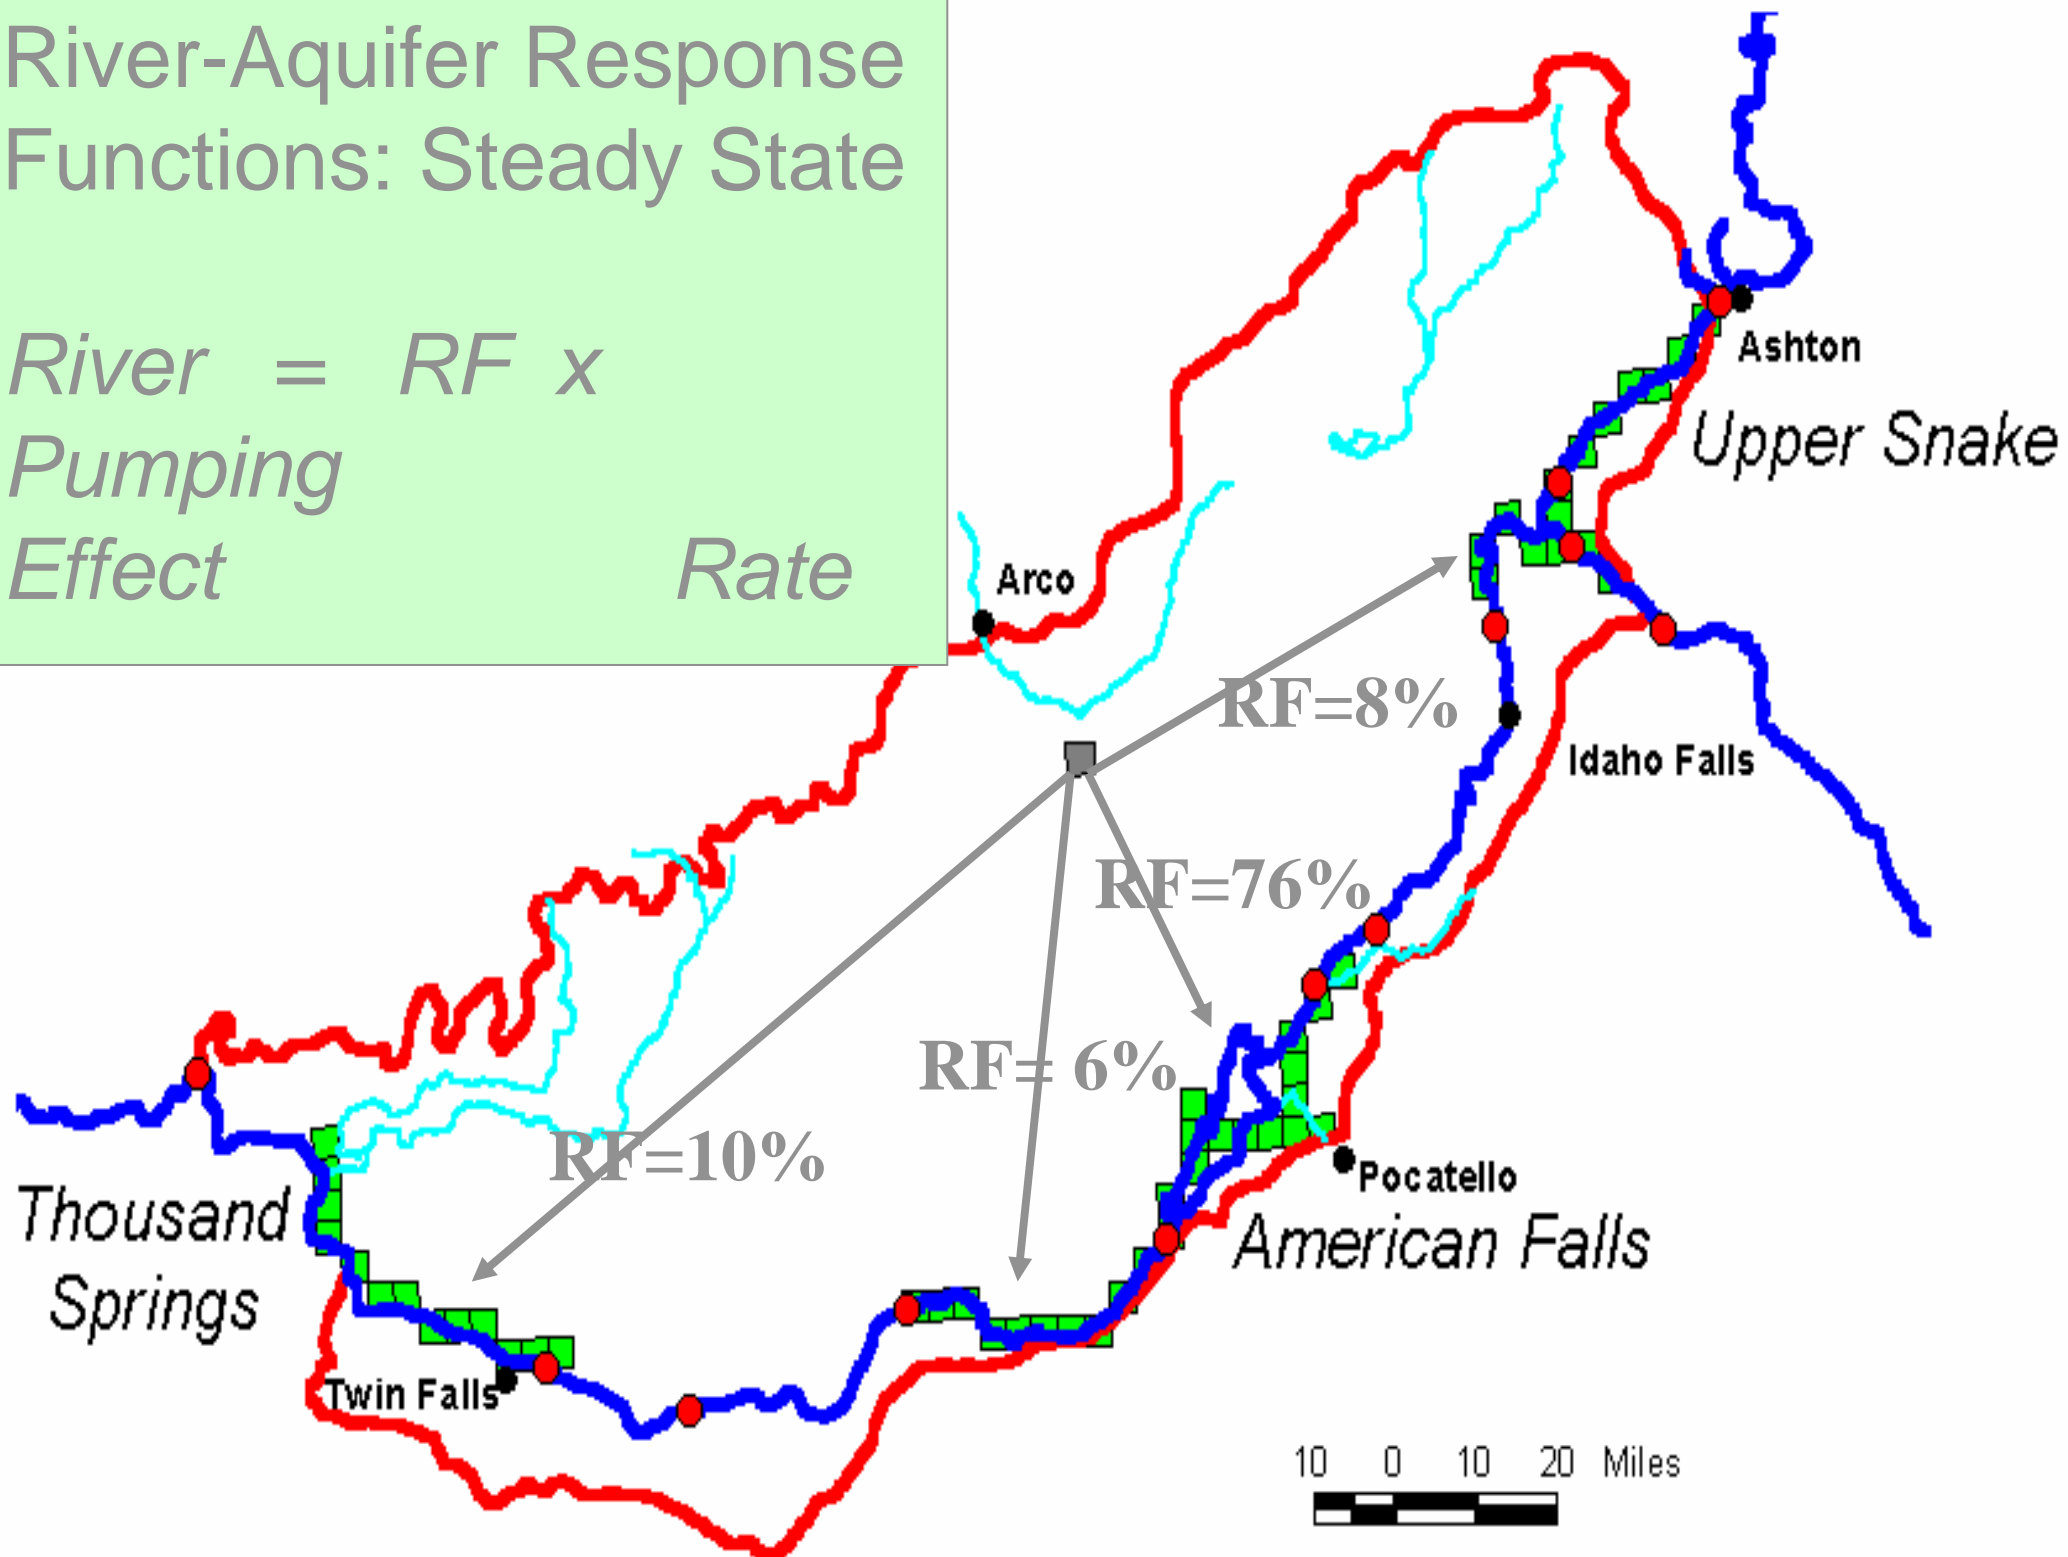 River-Aquifer Response
Functions: Steady State
River = RF x
Pumping
Effect Rate
Ashton
Upper Snake
Arco
RF=8%
Idaho Falls
RF=76%
RF= 6%
RF=10%
Pocatello
Thousand
Springs
American Falls
Twin Falls
10 0 10 20 Miles